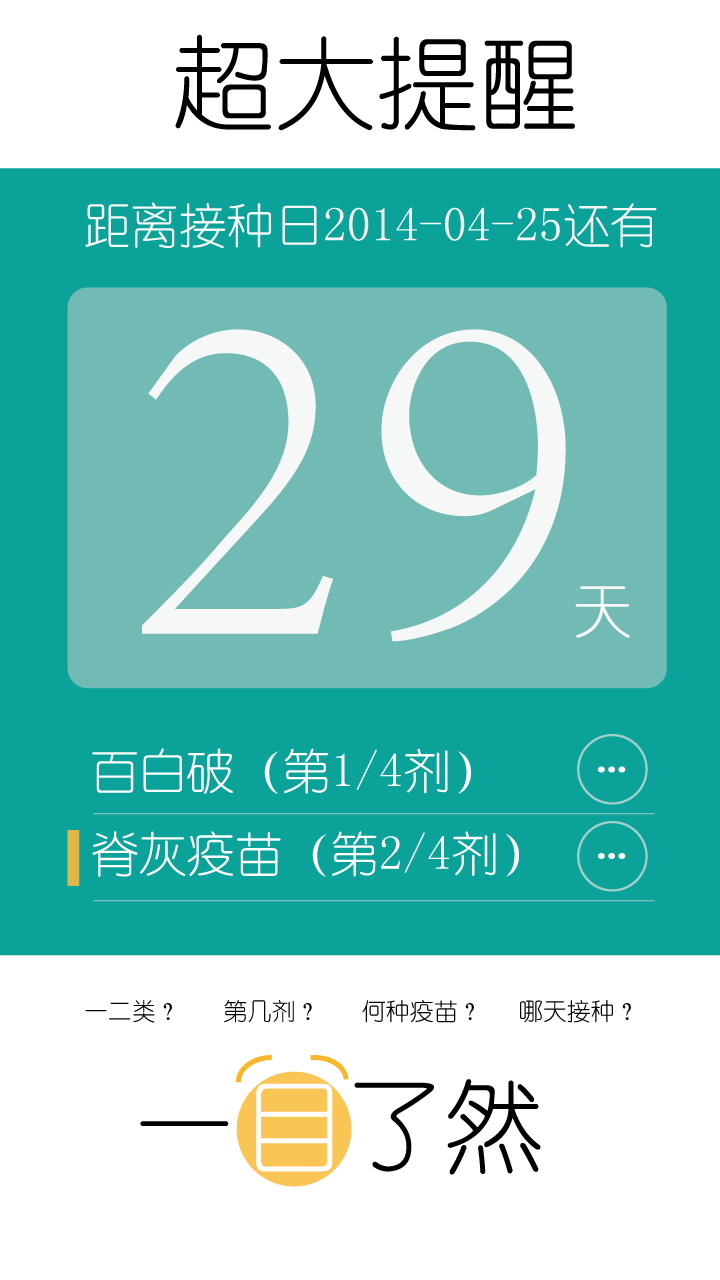 超大提醒
距离接种日2014-04-25还有
29天
百白破（第1/4剂）
脊灰疫苗（第2/4剂）
一二类？ 第几剂？ 何种疫苗？ 哪天接种？
一目了然